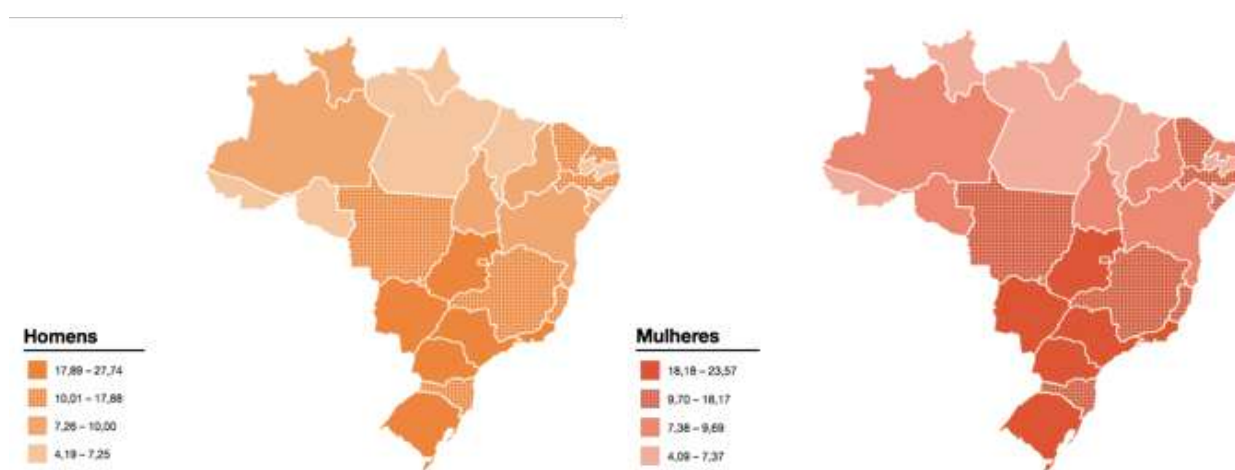 Homens
17,89 – 27,74
10,01 – 17,88
7,26 – 10,00
4,19 – 7,25
Mulheres
18,18 – 23,57
9,70 – 18,17
7,38 – 9,69
4,09 – 7,37